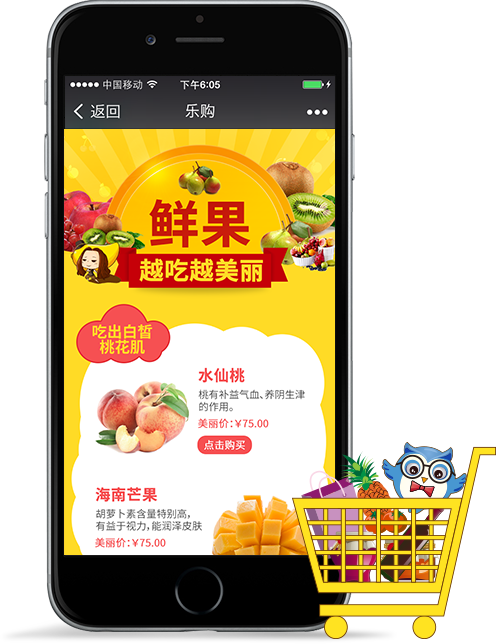 中国移动 下午6:05
返回 乐购
鲜果
越吃越美丽
吃出白皙
桃花肌
水仙桃
桃有补益气血、养阴生津
的作用。
美丽价:¥75.00
点击购买
海南芒果
胡萝卜素含量特别高，
有益于视力，能润泽皮肤
美丽价:¥75.00